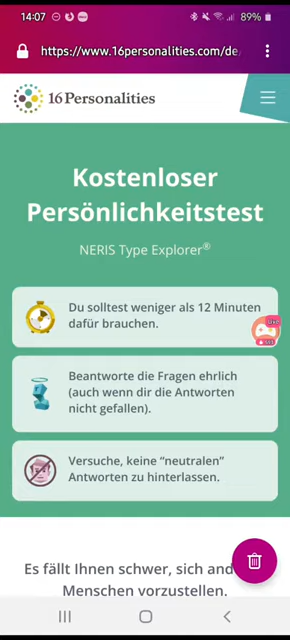 14:07
89%
https://www.16personalities.com/de
16Personalities
Kostenloser
Persönlichkeitstest
NERIS Type Explorer®
Du solltest weniger als 12 Minuten
dafür brauchen.
Beantworte die Fragen ehrlich
(auch wenn dir die Antworten
nicht gefallen).
Versuche, keine “neutralen”
Antworten zu hinterlassen.
Es fällt Ihnen schwer, sich and
Menschen vorzustellen.